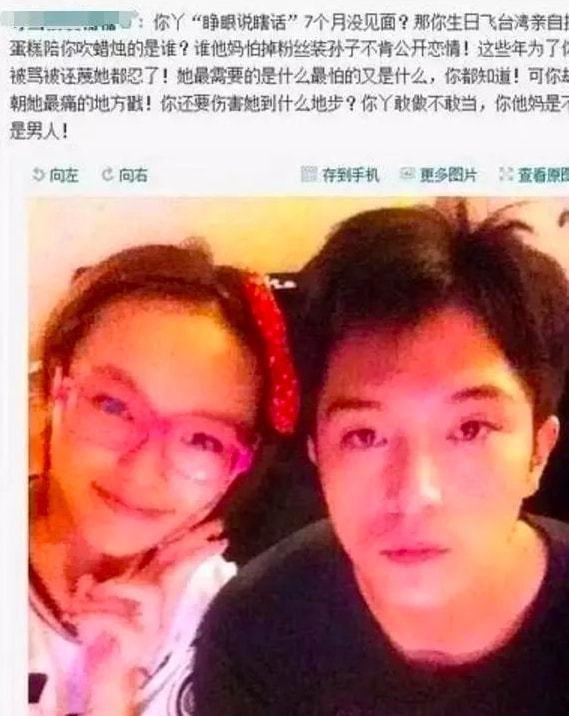 ：你丫“睁眼说瞎话”7个月没见面？那你生日飞台湾亲自
蛋糕陪你吹蜡烛的是谁？谁他妈怕掉粉丝装孙子不肯公开恋情！这些年为了你
被骂被还蔑她都忍了！她最需要的是什么最怕的又是什么，你都知道！可你
朝她最痛的地方戳！你还要伤害她到什么地步？你丫敢做不敢当，你他妈是不
是男人！
向左 向右 存到手机 更多图片 查看原图